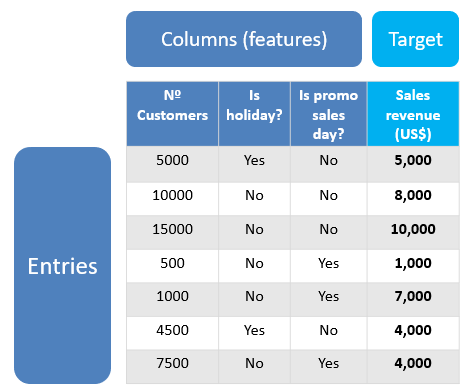 Columns (features) Target
Nº Customers Is holiday? Is promo sales day? Sales revenue (US$)
Entries
5000 Yes No 5,000
10000 No No 8,000
15000 No No 10,000
500 No Yes 1,000
1000 No Yes 7,000
4500 Yes No 4,000
7500 No Yes 4,000